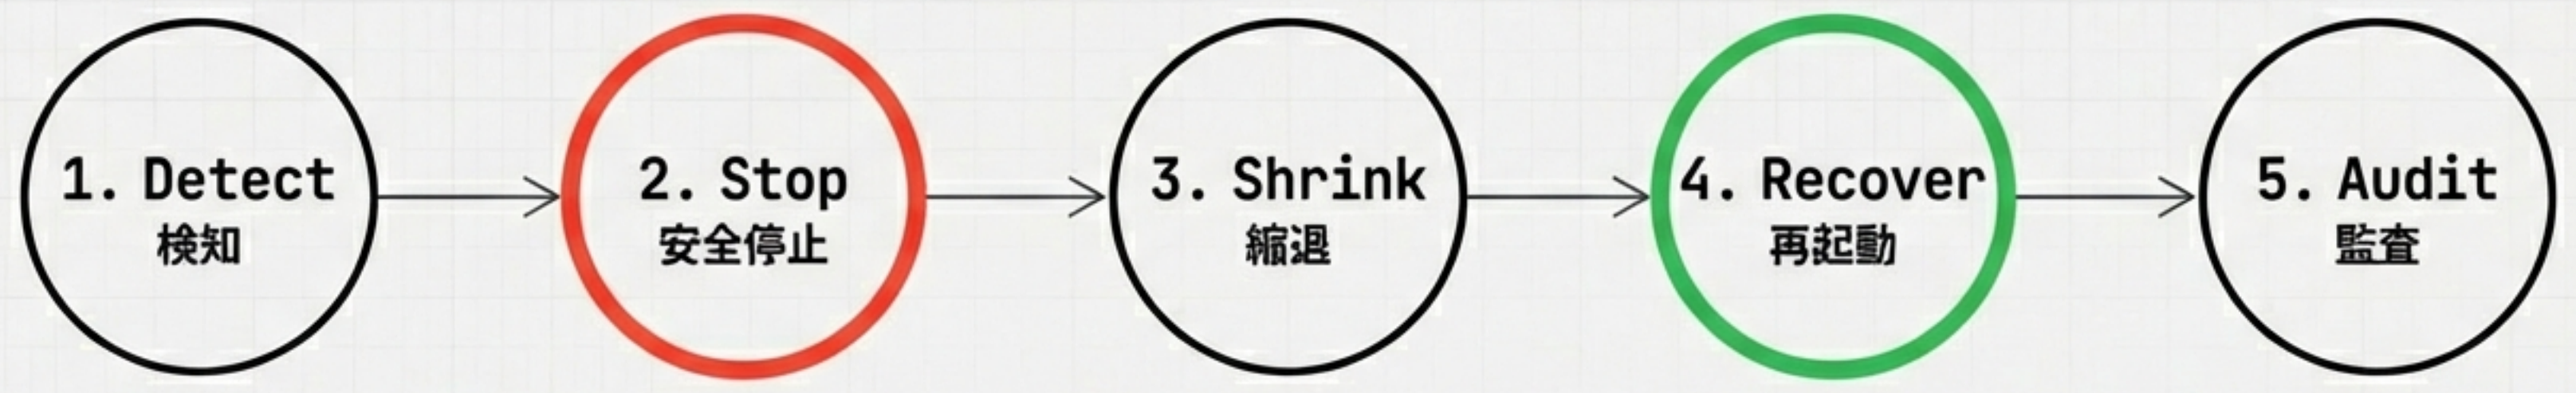 1. Detect
検知
2. Stop
安全停止
3. Shrink
縮退
4. Recover
再起動
5. Audit
監査